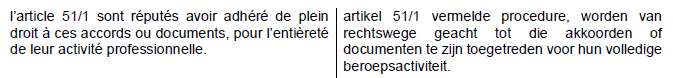 l'article 51/1 sont réputés avoir adhéré de plein
droit à ces accords ou documents, pour l'entièreté
de leur activité professionnelle.
artikel 51/1 vermelde procedure, worden van
rechtswege geacht tot die akkoorden of
documenten te zijn toegetreden voor hun volledige
beroepsactiviteit.